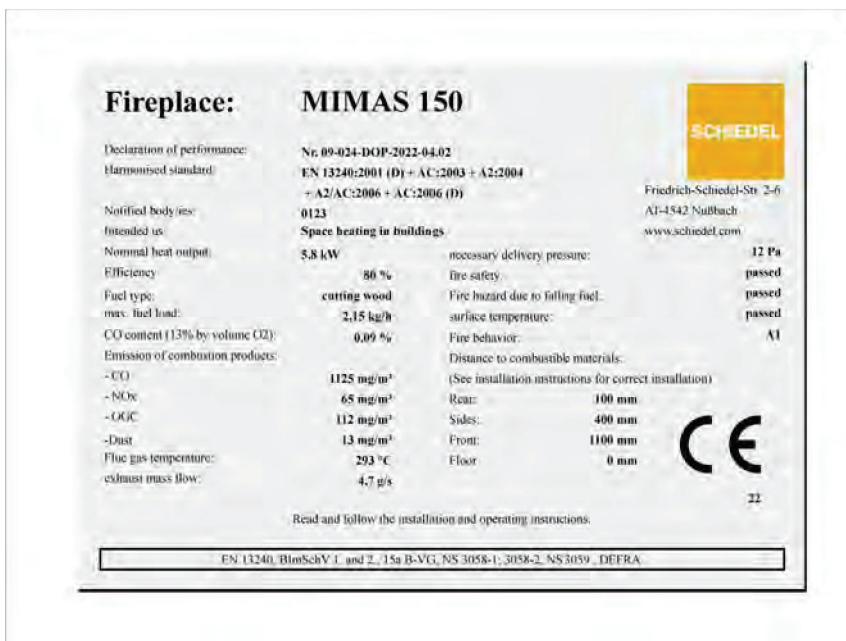 Fireplace: MIMAS 150
SCHIEDEL
Declaration of performance: Nr. 09-024-DOP-2022-04.02
Harmonised standard: EN 13240:2001 (D) + AC:2003 + A2:2004
+ A2/AC:2006 + AC:2006 (D)
Friedrich-Schiedel-Str. 2-6
Notified body/ies: 0123
AT-4542 Nußbach
Intended us Space heating in buildings
www.schiedel.com
Nominal heat output: 5.8 kW necessary delivery pressure: 12 Pa
Efficiency 80 % fire safety: passed
Fuel type: cutting wood Fire hazard due to falling fuel: passed
max. fuel load: 2,15 kg/h surface temperature: passed
CO content (13% by volume O2): 0.09 % Fire behavior: A1
Emission of combustion products: Distance to combustible materials:
- CO 1125 mg/m³ (See installation instructions for correct installation)
- NOx 65 mg/m³ Rear: 100 mm
- OGC 112 mg/m³ Sides: 400 mm
-Dust 13 mg/m³ Front: 1100 mm
CE
Flue gas temperature: 293 °C Floor 0 mm
exhaust mass flow: 4.7 g/s
22
Read and follow the installation and operating instructions.
EN 13240, BImSchV 1. and 2., 15a B-VG, NS 3058-1; 3058-2, NS 3059 , DEFRA